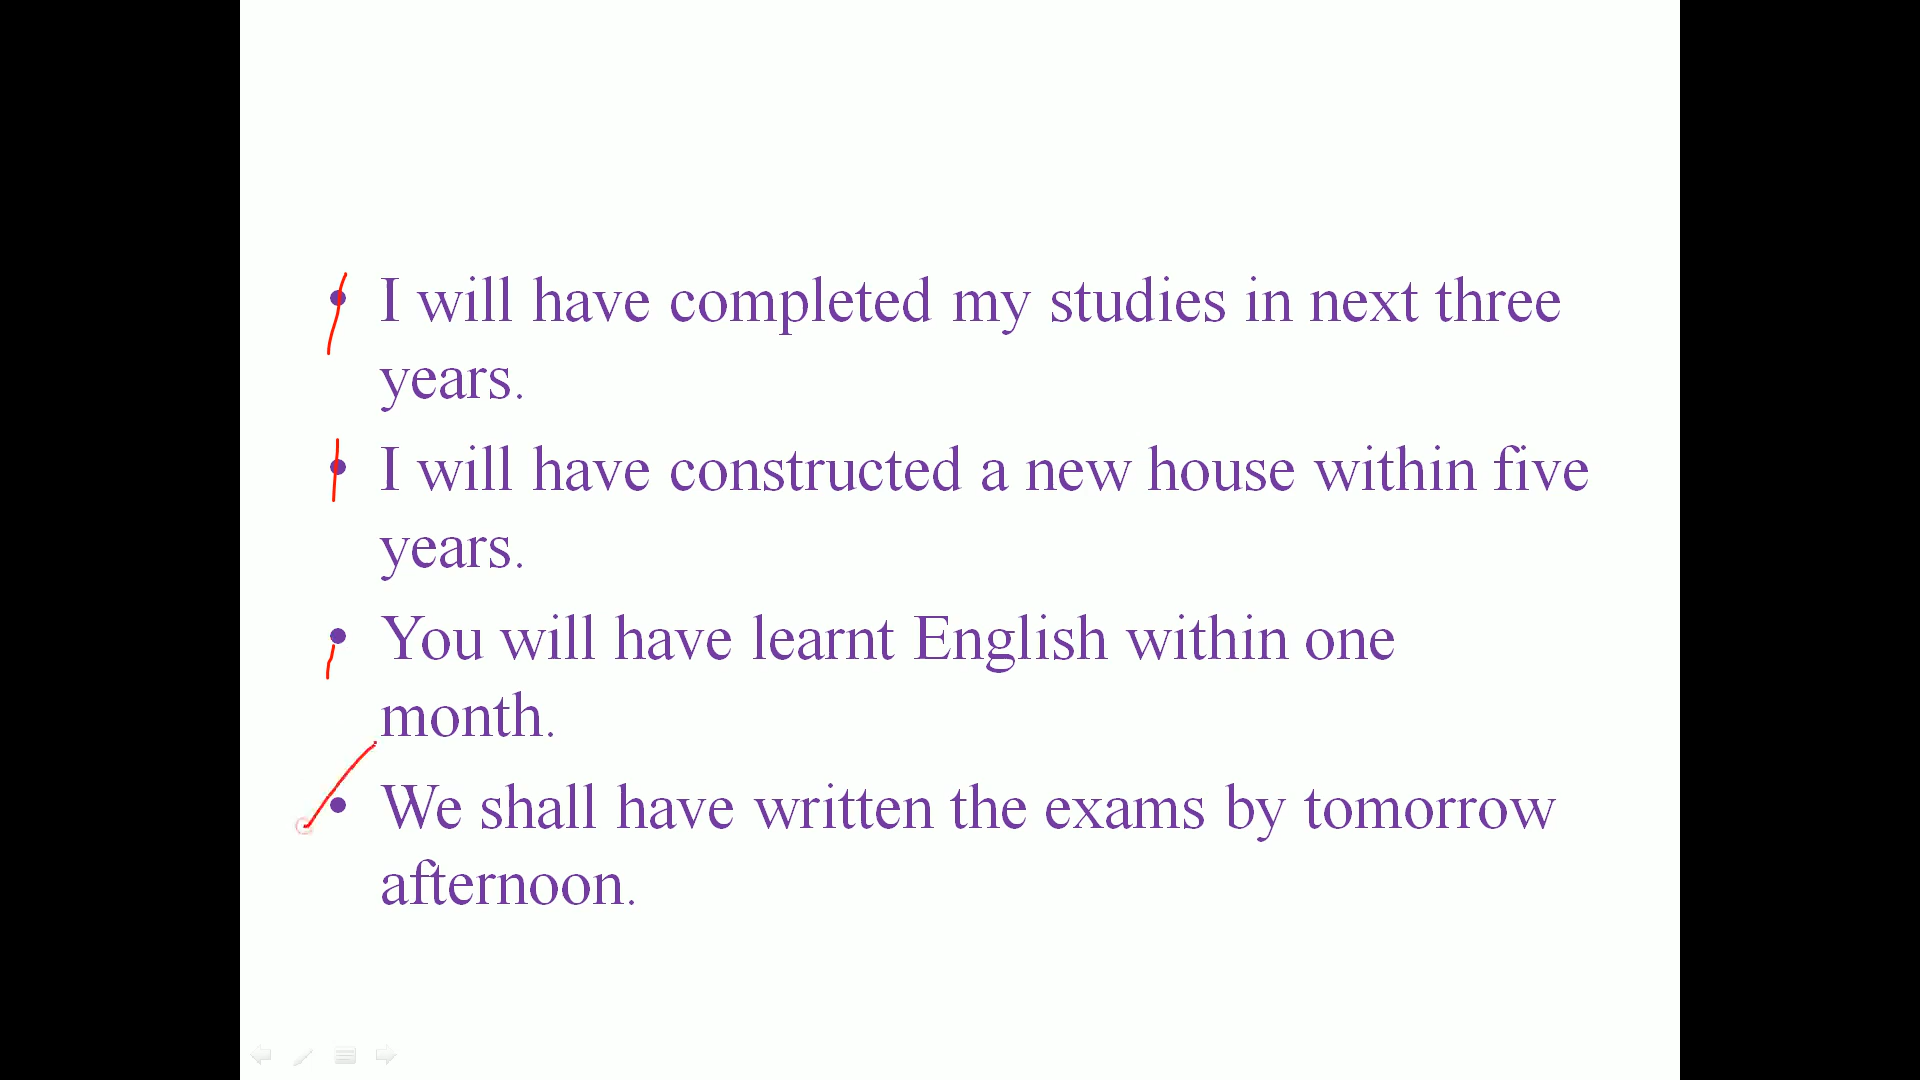 • I will have completed my studies in next three
years.
• I will have constructed a new house within five
years.
• You will have learnt English within one
month.
• We shall have written the exams by tomorrow
afternoon.